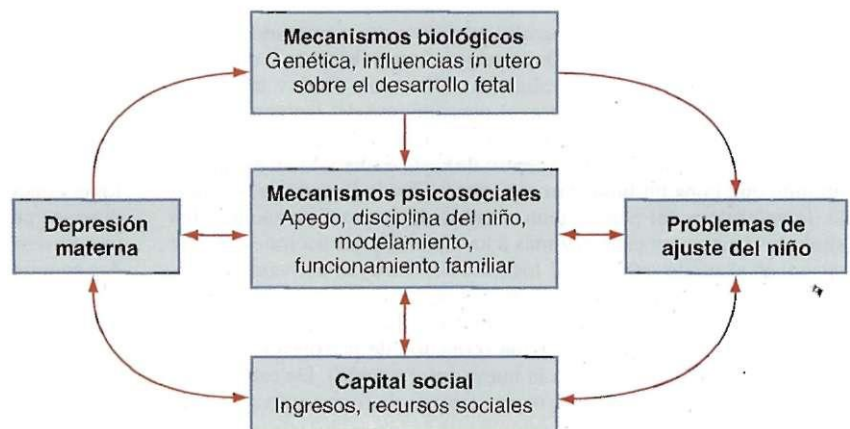 Mecanismos biológicos
Genética, influencias in utero
sobre el desarrollo fetal
Depresión
materna
Mecanismos psicosociales
Apego, disciplina del niño,
modelamiento,
funcionamiento familiar
Problemas de
ajuste del niño
Capital social
Ingresos, recursos sociales